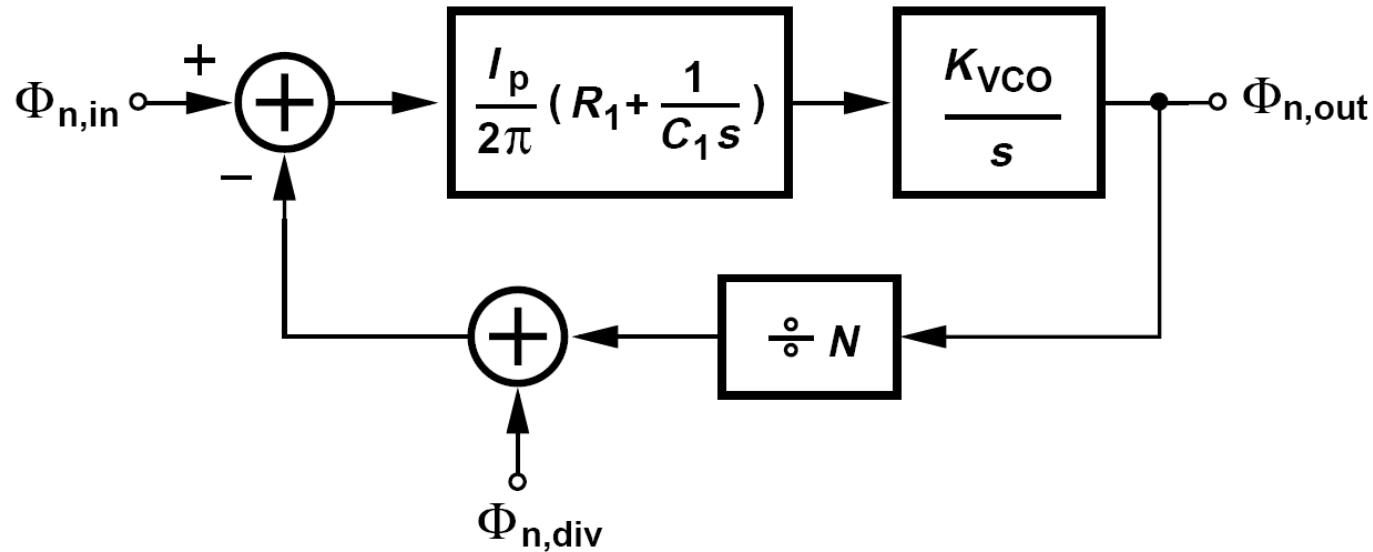 Φn,in
+
−
+
Ip/2π (R1 + 1/C1s)
KVCO/s
Φn,out
+
÷ N
Φn,div